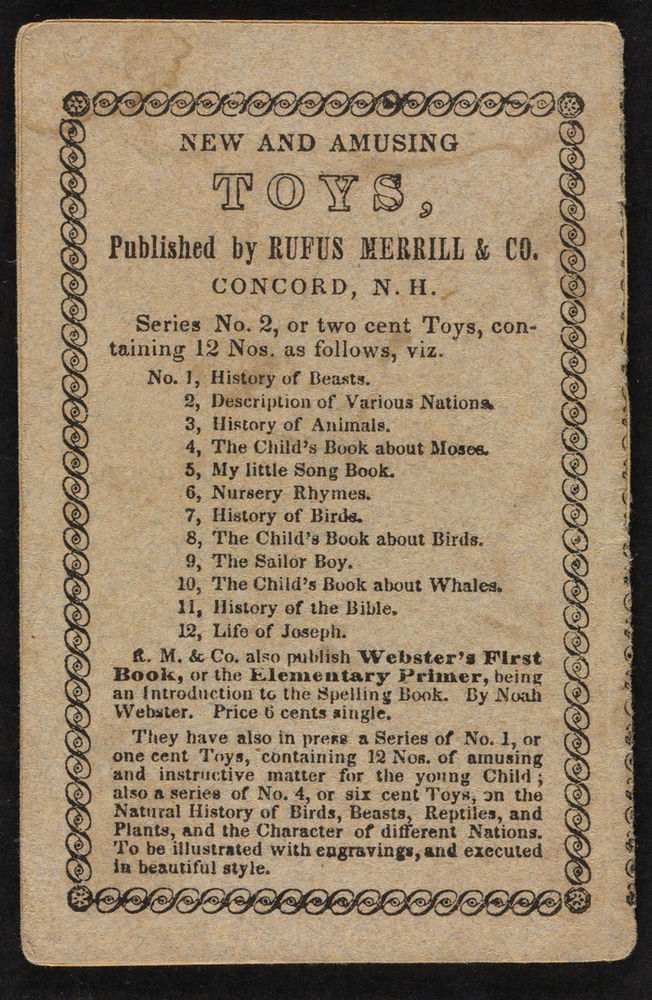 NEW AND AMUSING
TOYS,
Published by RUFUS MERRILL & CO.
CONCORD, N. H.
Series No. 2, or two cent Toys, con-
taining 12 Nos. as follows, viz.
No. 1, History of Beasts.
2, Description of Various Nations.
3, History of Animals.
4, The Child's Book about Moses.
5, My little Song Book.
6, Nursery Rhymes.
7, History of Birds.
8, The Child's Book about Birds.
9, The Sailor Boy.
10, The Child's Book about Whales.
11, History of the Bible.
12, Life of Joseph.
R. M. & Co. also publish Webster's First
Book, or the Elementary Primer, being
an Introduction to the Spelling Book. By Noah
Webster. Price 6 cents single.
They have also in press a Series of No. 1, or
one cent Toys, containing 12 Nos. of amusing
and instructive matter for the young Child;
also a series of No. 4, or six cent Toys, on the
Natural History of Birds, Beasts, Reptiles, and
Plants, and the Character of different Nations.
To be illustrated with engravings, and executed
in beautiful style.